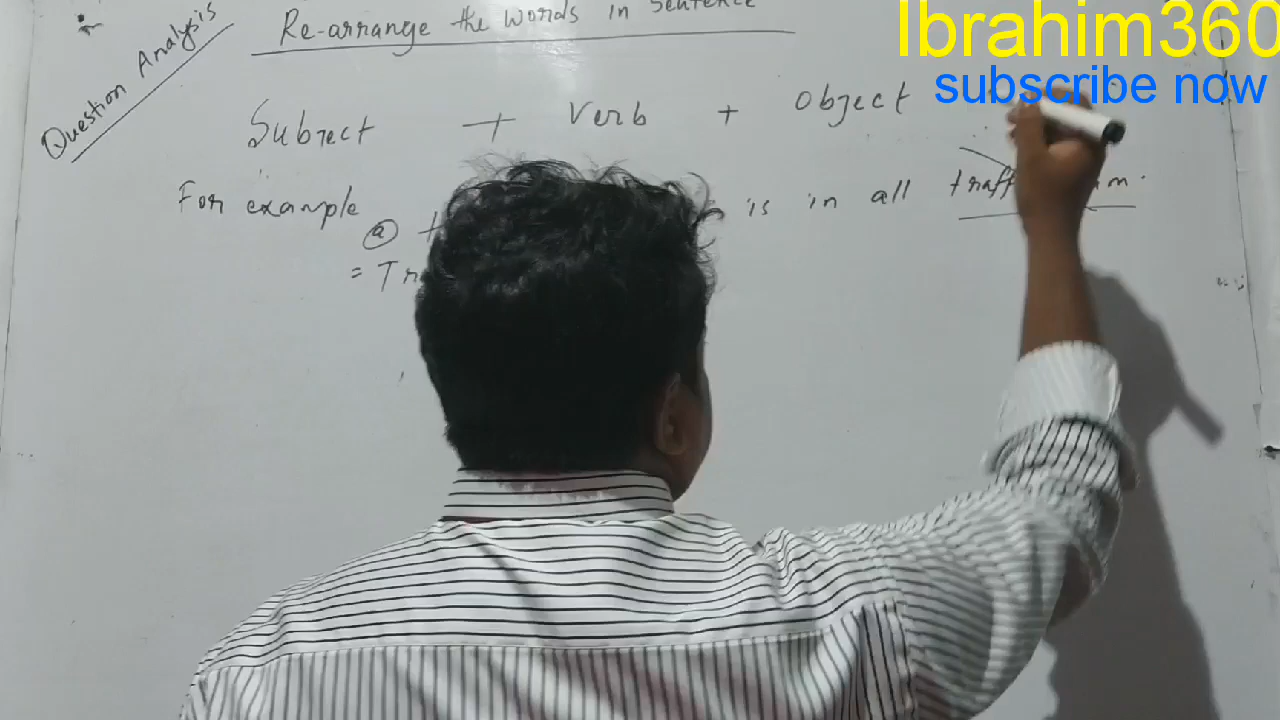 Ibrahim360
subscribe now
Question Analysis
Re-arrange the words in Sentence
Subject + Verb + Object
For example
(a) is in all
= Tr